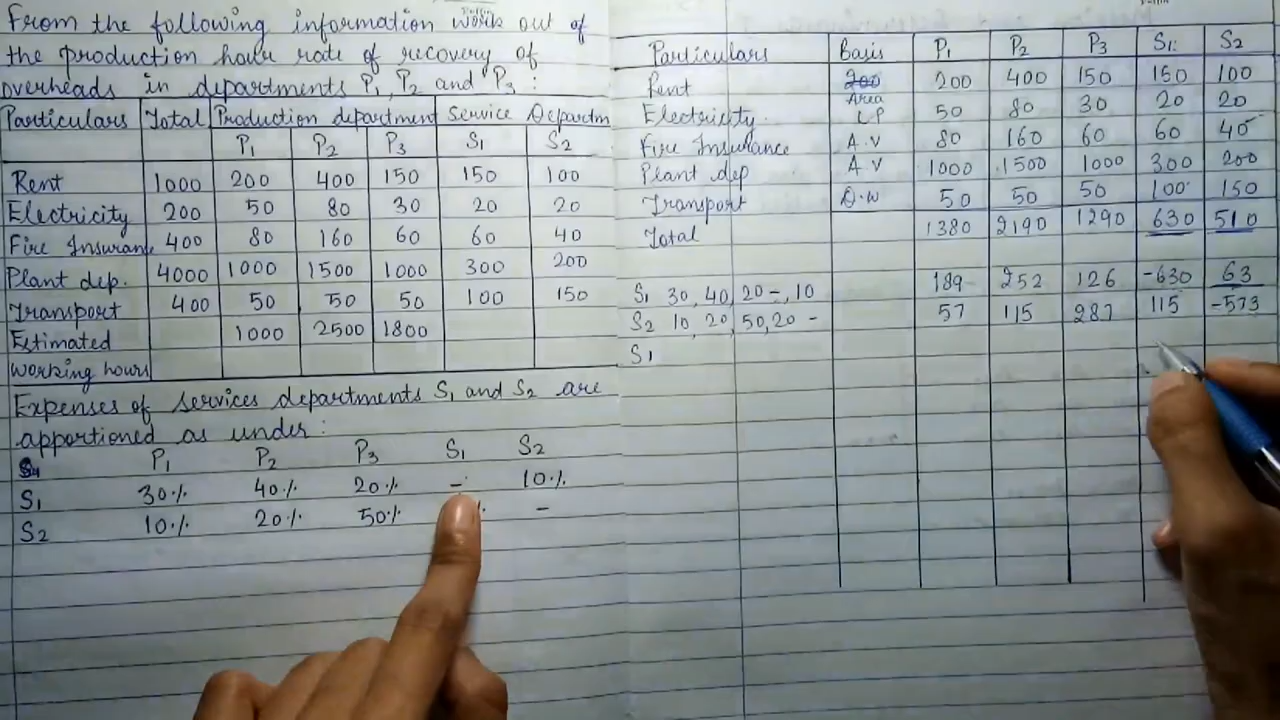 From the following information work out of
the production hour rate of recovery of
overheads in departments P1, P2 and P3 :
Particulars Total Production department Service Departm
P1 P2 P3 S1 S2
Rent 1000 200 400 150 150 100
Electricity 200 50 80 30 20 20
Fire Insuranc 400 80 160 60 60 40
Plant dep. 4000 1000 1500 1000 300 200
Transport 400 50 50 50 100 150
Estimated 1000 2500 1800
Working hours
Expenses of services departments S1 and S2 are
apportioned as under:
P1 P2 P3 S1 S2
S1 30% 40% 20% - 10%
S2 10% 20% 50% % -
Particulars Basis P1 P2 P3 S1 S2
Rent 200 200 400 150 150 100
Area
Electricity LP 50 80 30 20 20
Fire Insurance A.V 80 160 60 60 40
Plant dep A.V 1000 1500 1000 300 200
Transport D.W 50 50 50 100 150
Total 1380 2190 1290 630 510
S1 30, 40, 20 -, 10 189 252 126 -630 63
S2 10, 20, 50, 20 - 57 115 287 115 -573
S1